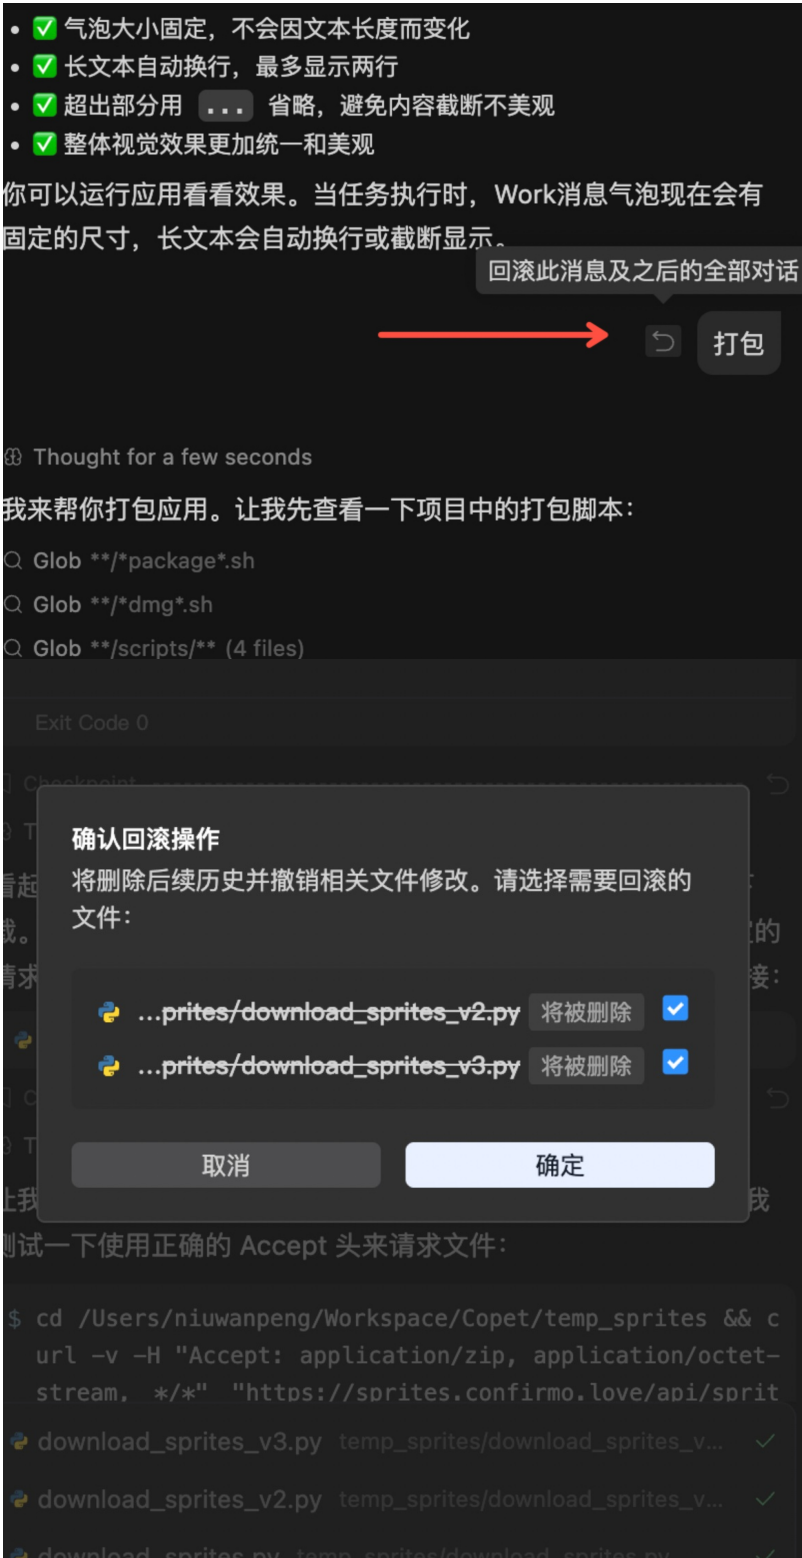 • ✅ 气泡大小固定，不会因文本长度而变化
• ✅ 长文本自动换行，最多显示两行
• ✅ 超出部分用 ... 省略，避免内容截断不美观
• ✅ 整体视觉效果更加统一和美观
你可以运行应用看看效果。当任务执行时，Work消息气泡现在会有
固定的尺寸，长文本会自动换行或截断显示。
回滚此消息及之后的全部对话
打包
Thought for a few seconds
我来帮你打包应用。让我先查看一下项目中的打包脚本：
Glob **/*package*.sh
Glob **/*dmg*.sh
Glob **/scripts/** (4 files)
Exit Code 0
Checkpoint
确认回滚操作
将删除后续历史并撤销相关文件修改。请选择需要回滚的
文件：
...prites/download_sprites_v2.py 将被删除
...prites/download_sprites_v3.py 将被删除
取消 确定
测试一下使用正确的 Accept 头来请求文件：
$ cd /Users/niuwanpeng/Workspace/Copet/temp_sprites && c
url -v -H "Accept: application/zip, application/octet-
stream, */*" "https://sprites.confirmo.love/api/sprit
download_sprites_v3.py temp_sprites/download_sprites_v...
download_sprites_v2.py temp_sprites/download_sprites_v...
download_sprites.py temp_sprites/download_sprites.py